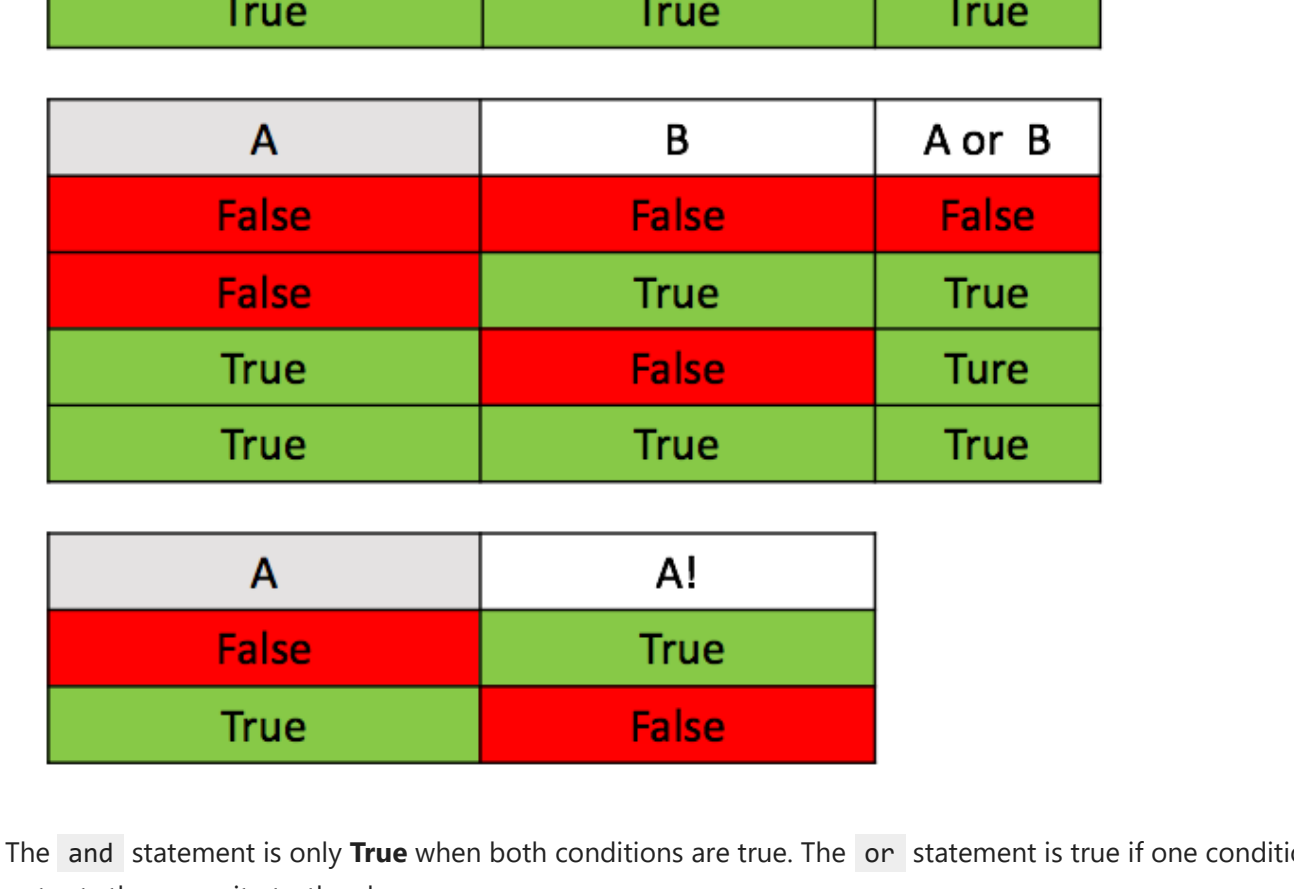 True True True
A B A or B
False False False
False True True
True False Ture
True True True
A A!
False True
True False
The and statement is only True when both conditions are true. The or statement is true if one